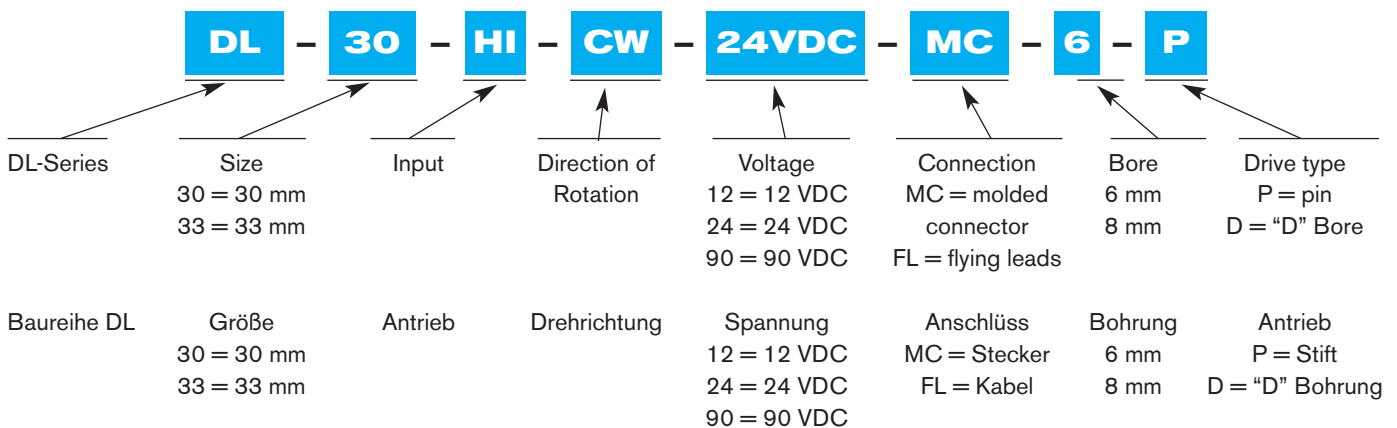 DL – 30 – HI – CW – 24VDC – MC – 6 – P
DL-Series Size Input Direction of Voltage Connection Bore Drive type
30 = 30 mm Rotation 12 = 12 VDC MC = molded 6 mm P = pin
33 = 33 mm 24 = 24 VDC connector 8 mm D = “D” Bore
90 = 90 VDC FL = flying leads
Baureihe DL Größe Antrieb Drehrichtung Spannung Anschlüss Bohrung Antrieb
30 = 30 mm 12 = 12 VDC MC = Stecker 6 mm P = Stift
33 = 33 mm 24 = 24 VDC FL = Kabel 8 mm D = “D” Bohrung
90 = 90 VDC